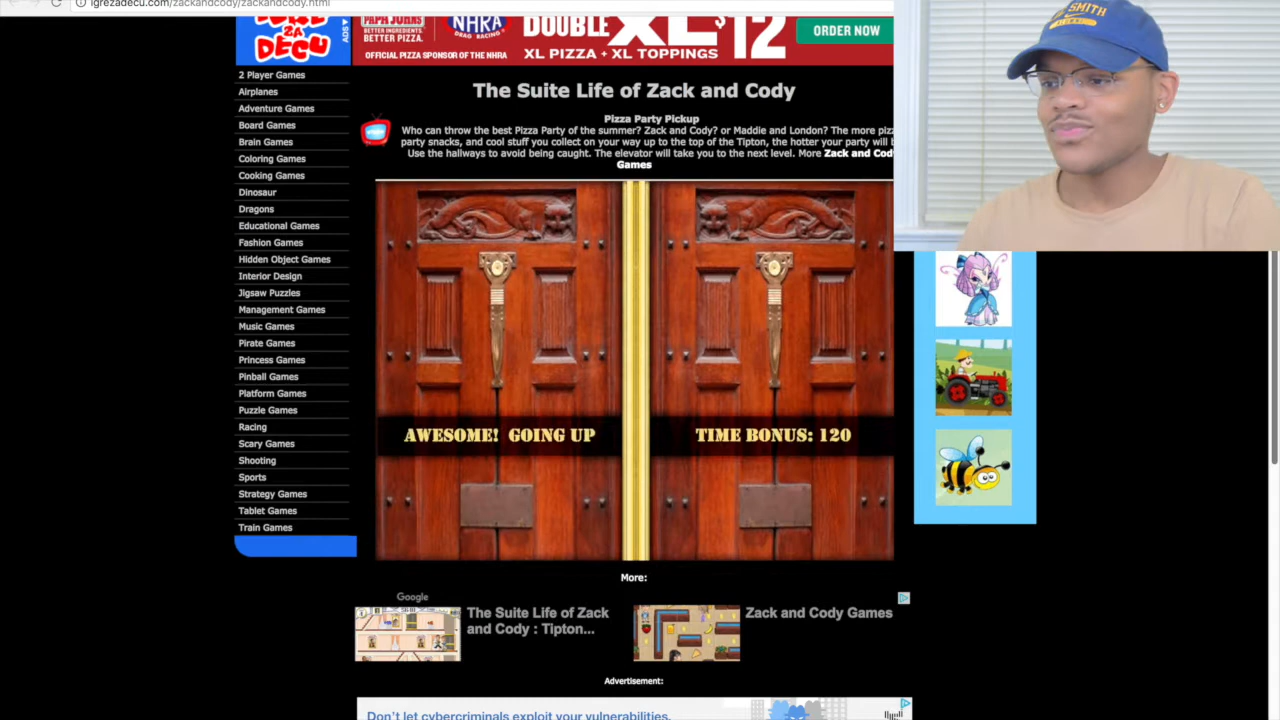 igrezadecu.com/zackandcody/zackandcody.html
ZA
DECU
ADS
PAPA JOHNS
BETTER INGREDIENTS.
BETTER PIZZA.
NHRA
DRAG RACING
OFFICIAL PIZZA SPONSOR OF THE NHRA
DOUBLE XL $12
XL PIZZA + XL TOPPINGS
ORDER NOW
SMITH
ALUMNI
2 Player Games
Airplanes
Adventure Games
Board Games
Brain Games
Coloring Games
Cooking Games
Dinosaur
Dragons
Educational Games
Fashion Games
Hidden Object Games
Interior Design
Jigsaw Puzzles
Management Games
Music Games
Pirate Games
Princess Games
Pinball Games
Platform Games
Puzzle Games
Racing
Scary Games
Shooting
Sports
Strategy Games
Tablet Games
Train Games
The Suite Life of Zack and Cody
Pizza Party Pickup
Who can throw the best Pizza Party of the summer? Zack and Cody? or Maddie and London? The more pizz
party snacks, and cool stuff you collect on your way up to the top of the Tipton, the hotter your party will b
Use the hallways to avoid being caught. The elevator will take you to the next level. More Zack and Cod
Games
AWESOME! GOING UP
TIME BONUS: 120
More:
Google
The Suite Life of Zack
and Cody : Tipton...
Zack and Cody Games
Advertisement:
Don't let cybercriminals exploit your vulnerabilities.